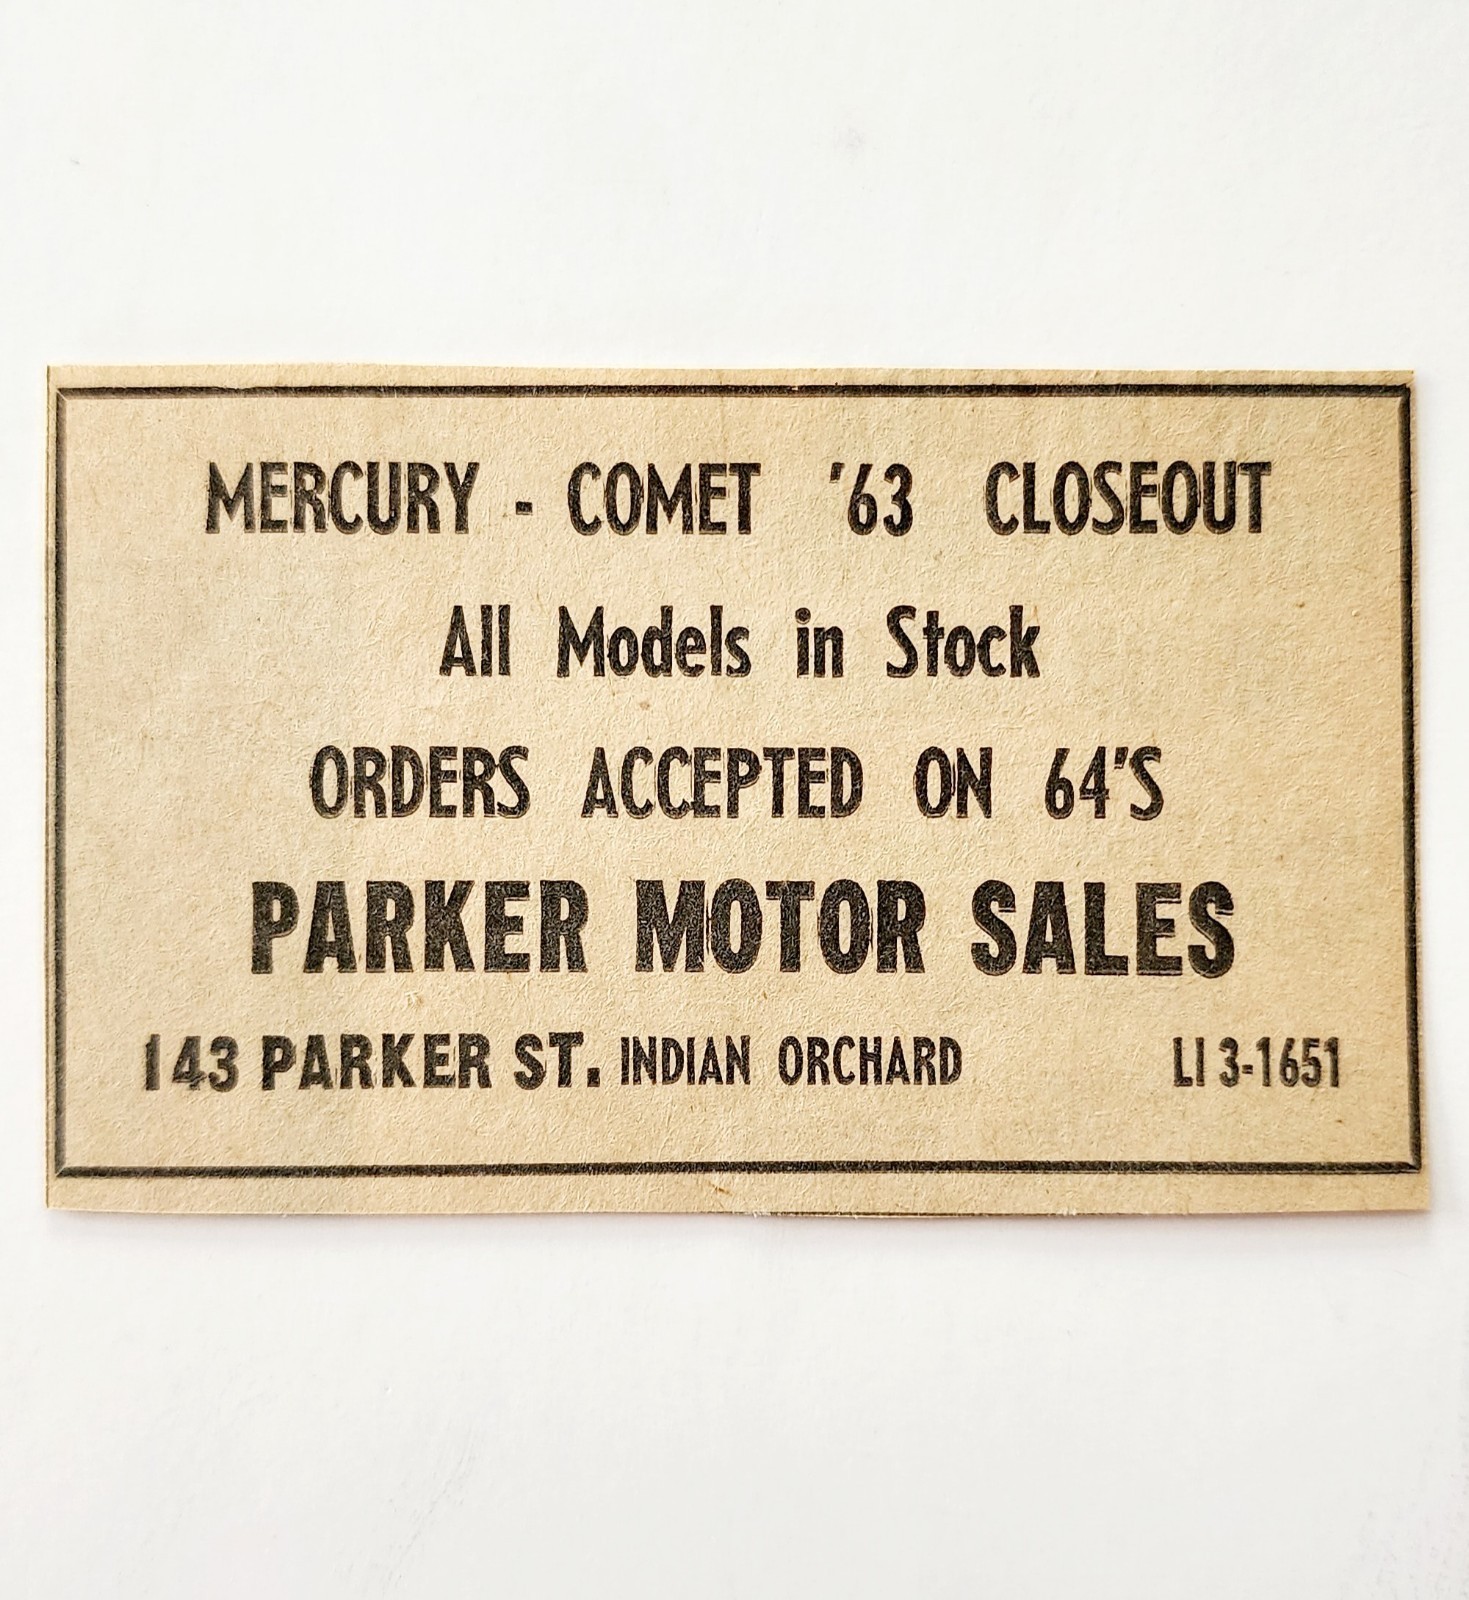 MERCURY - COMET '63 CLOSEOUT
All Models in Stock
ORDERS ACCEPTED ON 64'S
PARKER MOTOR SALES
143 PARKER ST. INDIAN ORCHARD LI 3-1651